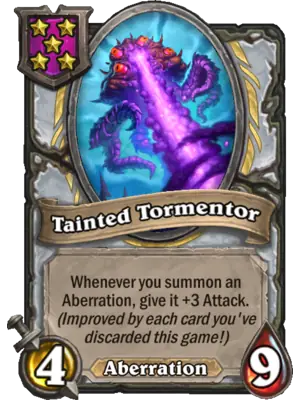 Tainted Tormentor
Whenever you summon an
Aberration, give it +3 Attack.
(Improved by each card you've
discarded this game!)
4
Aberration
9